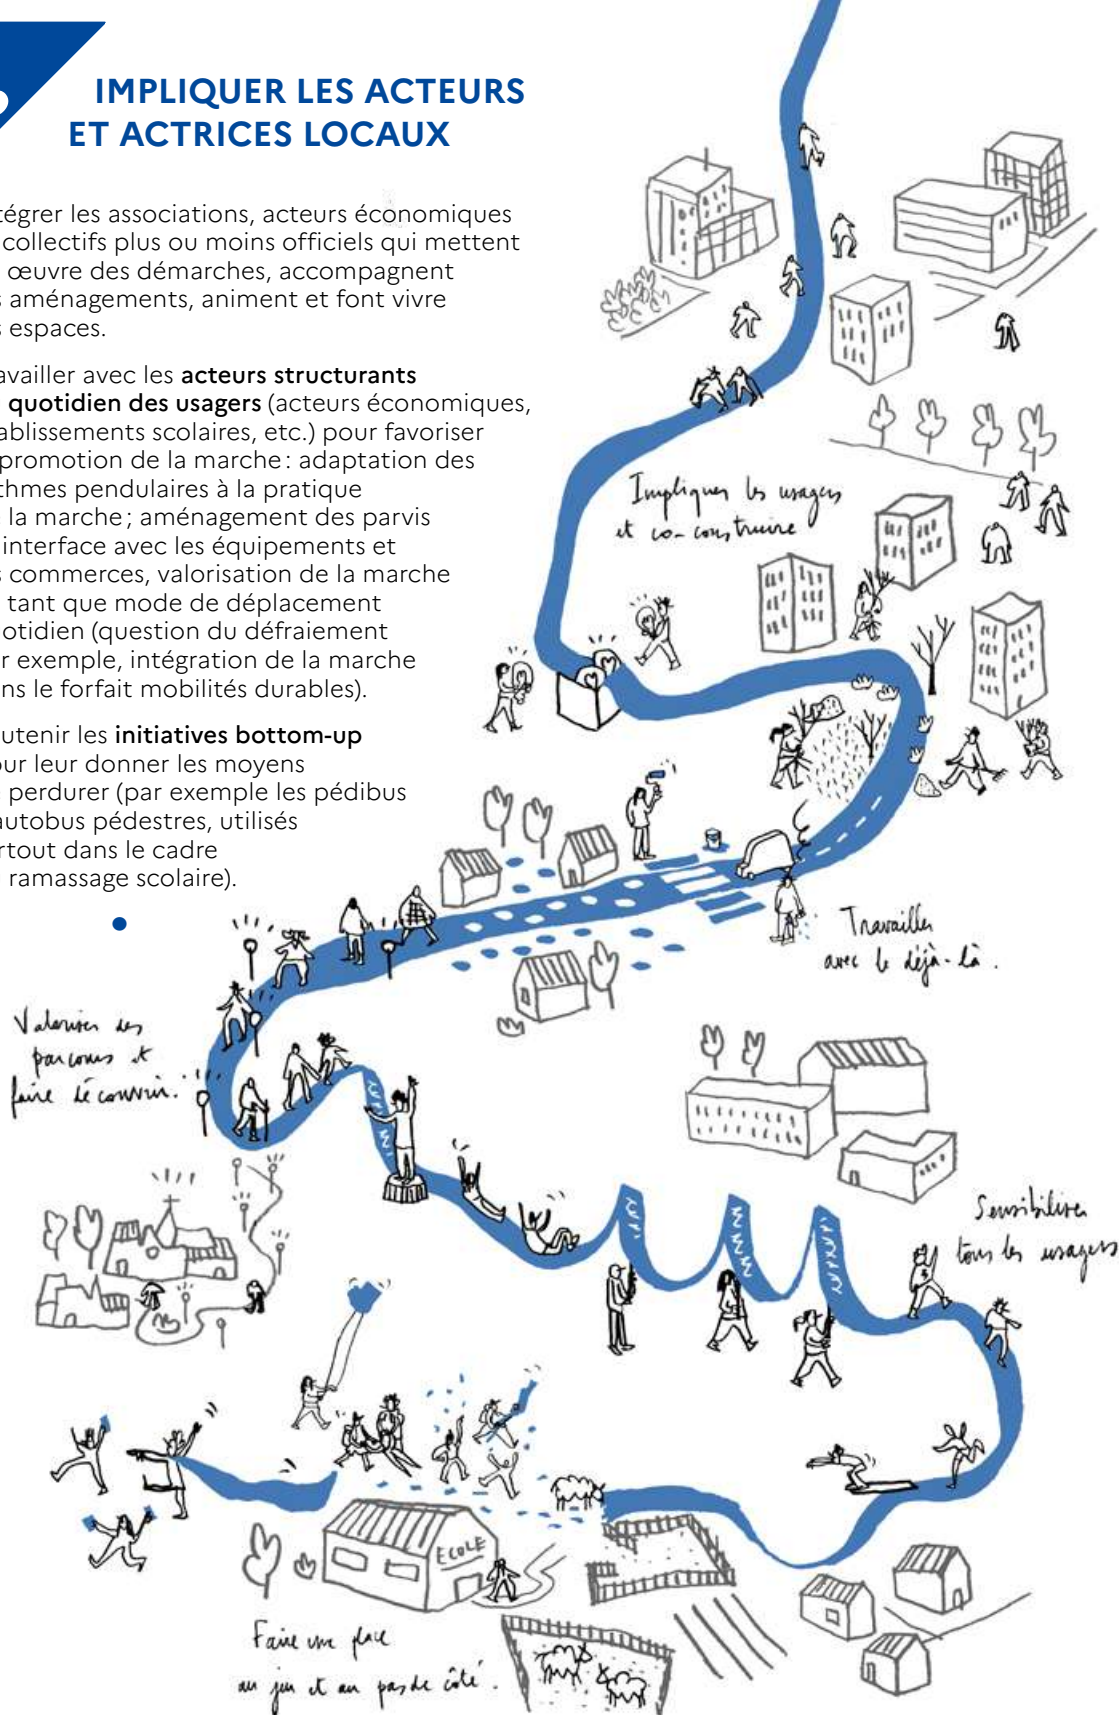 IMPLIQUER LES ACTEURS
ET ACTRICES LOCAUX
tégrer les associations, acteurs économiques
collectifs plus ou moins officiels qui mettent
œuvre des démarches, accompagnent
s aménagements, animent et font vivre
s espaces.
availler avec les acteurs structurants
quotidien des usagers (acteurs économiques,
ablissements scolaires, etc.) pour favoriser
promotion de la marche : adaptation des
thmes pendulaires à la pratique
la marche ; aménagement des parvis
interface avec les équipements et
s commerces, valorisation de la marche
tant que mode de déplacement
otidien (question du défraiement
r exemple, intégration de la marche
ns le forfait mobilités durables).
utenir les initiatives bottom-up
our leur donner les moyens
perdurer (par exemple les pédibus
autobus pédestres, utilisés
rtout dans le cadre
ramassage scolaire).
Impliquer les usagers
et co-construire
Travailler
avec le déjà-là.
Valoriser des
parcours et
faire découvrir.
Sensibiliser
tous les usagers
ECOLE
Faire une place
au jeu et au pas de côté.